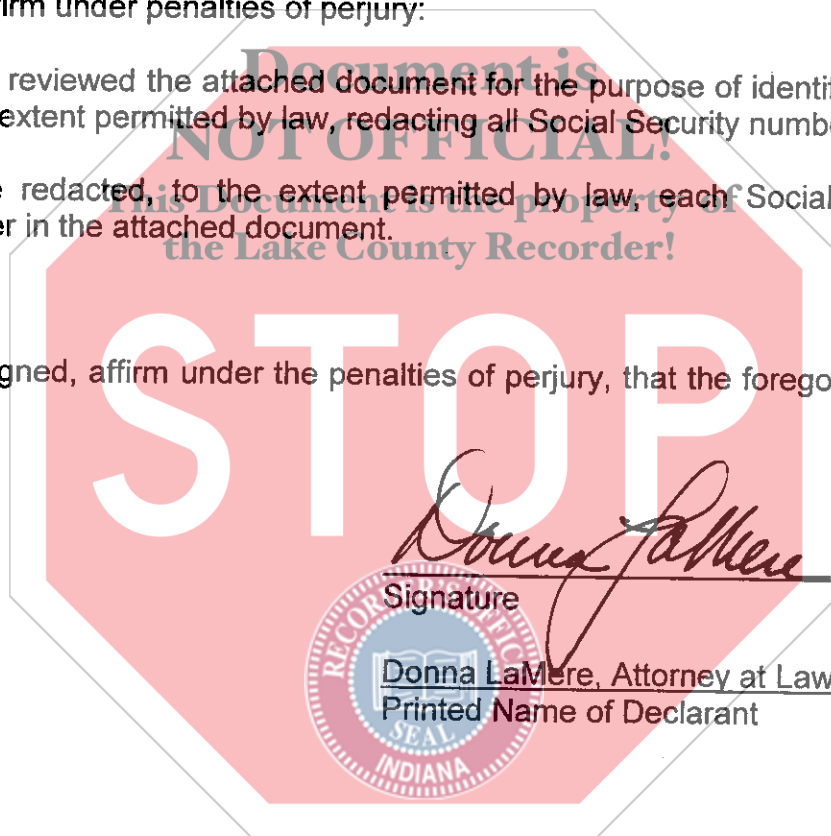 irm under penalties of perjury:
Document is
reviewed the attached document for the purpose of identif
extent permitted by law, redacting all Social Security numbe
NOT OFFICIAL!
e redacted, to the extent permitted by law, each Social
This Document is the property of
er in the attached document.
the Lake County Recorder!
STOP
gned, affirm under the penalties of perjury, that the forego
Donna LaMere
Signature
RECORDER'S OFFICE
Donna LaMere, Attorney at Law
Printed Name of Declarant
SEAL
INDIANA